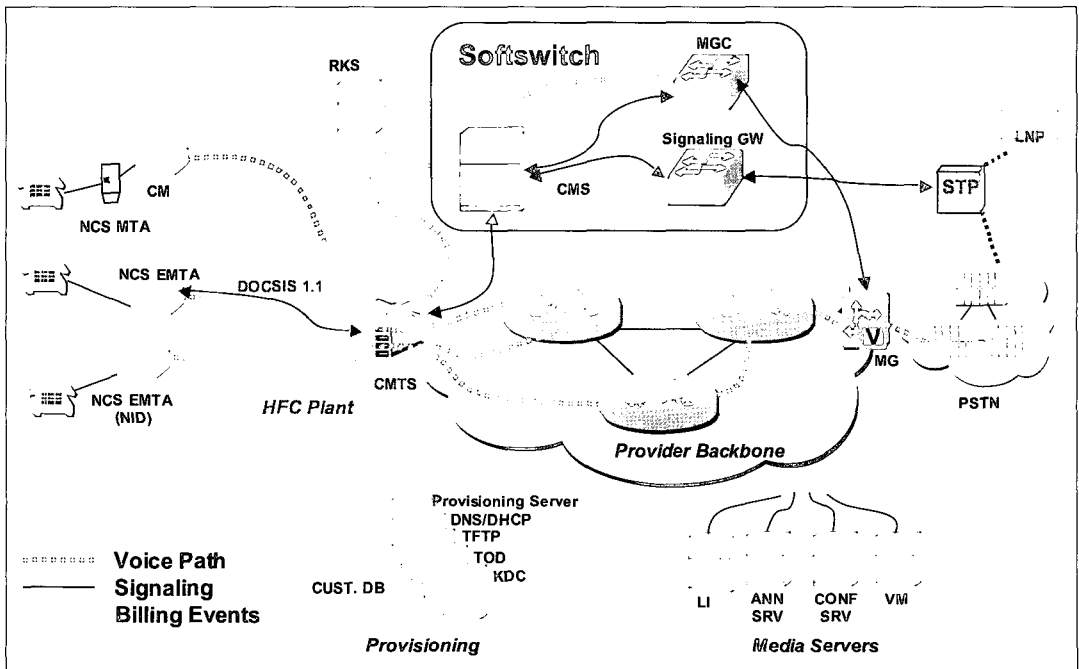 Softswitch
MGC
RKS
Signaling GW
LNP
CMS
STP
CM
NCS MTA
NCS EMTA
DOCSIS 1.1
V
MG
CMTS
NCS EMTA
(NID)
HFC Plant
PSTN
Provider Backbone
Provisioning Server
DNS/DHCP
TFTP
TOD
KDC
Voice Path
Signaling
Billing Events
CUST. DB
LI
ANN
SRV
CONF
SRV
VM
Provisioning
Media Servers